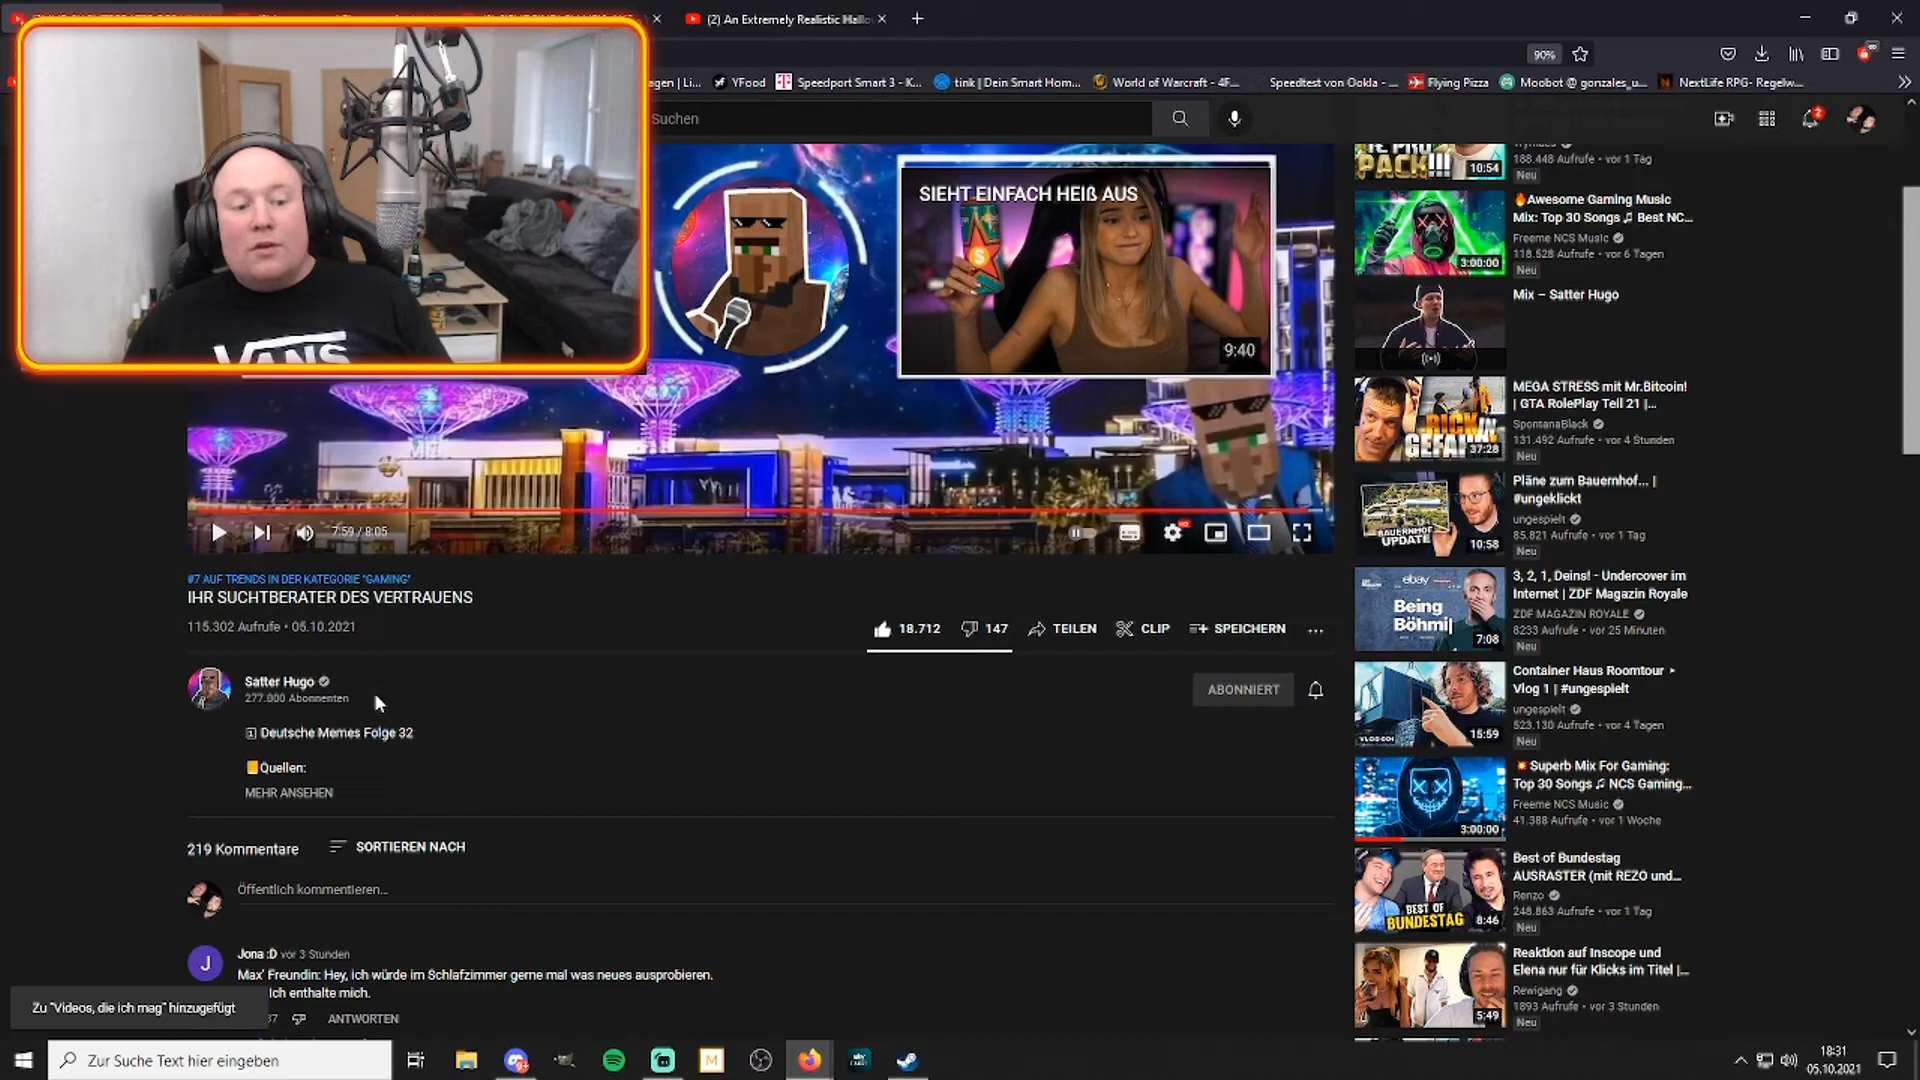 (2) An Extremely Realistic Hallo
90%
agen | Li...
YFood
Speedport Smart 3 - K...
tink | Dein Smart Hom...
World of Warcraft - 4F...
Speedtest von Ookla - ...
Flying Pizza
Moobot @ gonzales_u...
NextLife RPG- Regelw...
Suchen
2
VANS
SIEHT EINFACH HEIß AUS
S
9:40
7:59 / 8:05
HD
#7 AUF TRENDS IN DER KATEGORIE "GAMING"
IHR SUCHTBERATER DES VERTRAUENS
115.302 Aufrufe • 05.10.2021
18.712
147
TEILEN
CLIP
SPEICHERN
Satter Hugo
277.000 Abonnenten
ABONNIERT
Deutsche Memes Folge 32
Quellen:
MEHR ANSEHEN
219 Kommentare
SORTIEREN NACH
Öffentlich kommentieren...
J
Jona :D vor 3 Stunden
Max' Freundin: Hey, ich würde im Schlafzimmer gerne mal was neues ausprobieren.
Ich enthalte mich.
ANTWORTEN
Zu "Videos, die ich mag" hinzugefügt
PACK!!!
10:54
188.448 Aufrufe • vor 1 Tag
Neu
Awesome Gaming Music
Mix: Top 30 Songs ♫ Best NC...
Freeme NCS Music
118.528 Aufrufe • vor 6 Tagen
Neu
3:00:00
Mix – Satter Hugo
MEGA STRESS mit Mr.Bitcoin!
| GTA RolePlay Teil 21 |...
SpontanaBlack
131.492 Aufrufe • vor 4 Stunden
Neu
RICK IN
GEFAHR
37:28
Pläne zum Bauernhof... |
#ungeklickt
ungespielt
85.821 Aufrufe • vor 1 Tag
Neu
BAUERNHOF
UPDATE
10:58
3, 2, 1, Deins! - Undercover im
Internet | ZDF Magazin Royale
ZDF MAGAZIN ROYALE
8233 Aufrufe • vor 25 Minuten
Neu
ebay
Being
Böhmi
7:08
Container Haus Roomtour ‣
Vlog 1 | #ungespielt
ungespielt
523.130 Aufrufe • vor 4 Tagen
Neu
VLOG 001
15:59
Superb Mix For Gaming:
Top 30 Songs ♫ NCS Gaming...
Freeme NCS Music
41.388 Aufrufe • vor 1 Woche
3:00:00
Best of Bundestag
AUSRASTER (mit REZO und...
Renzo
248.863 Aufrufe • vor 1 Tag
Neu
BEST OF
BUNDESTAG
8:46
Reaktion auf Inscope und
Elena nur für Klicks im Titel |...
Rewigang
1893 Aufrufe • vor 3 Stunden
Neu
5:49
Zur Suche Text hier eingeben
M
18:31
05.10.2021